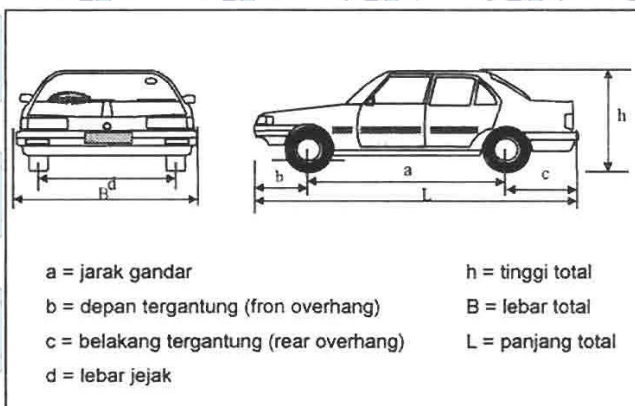 h
d
B
b
a
c
L
a = jarak gandar
h = tinggi total
b = depan tergantung (fron overhang)
B = lebar total
c = belakang tergantung (rear overhang)
L = panjang total
d = lebar jejak